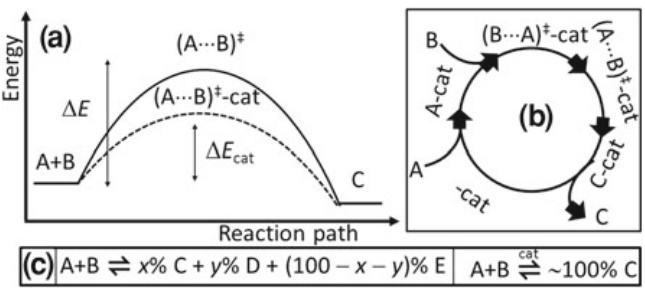 (a)
Energy
(A···B)‡
(A···B)‡-cat
ΔE
ΔEcat
A+B
C
Reaction path
(b)
B
(B···A)‡-cat
(A···B)‡-cat
A-cat
C-cat
A
-cat
C
(c) A+B ⇌ x% C + y% D + (100 − x − y)% E
A+B cat ⇌ ~100% C